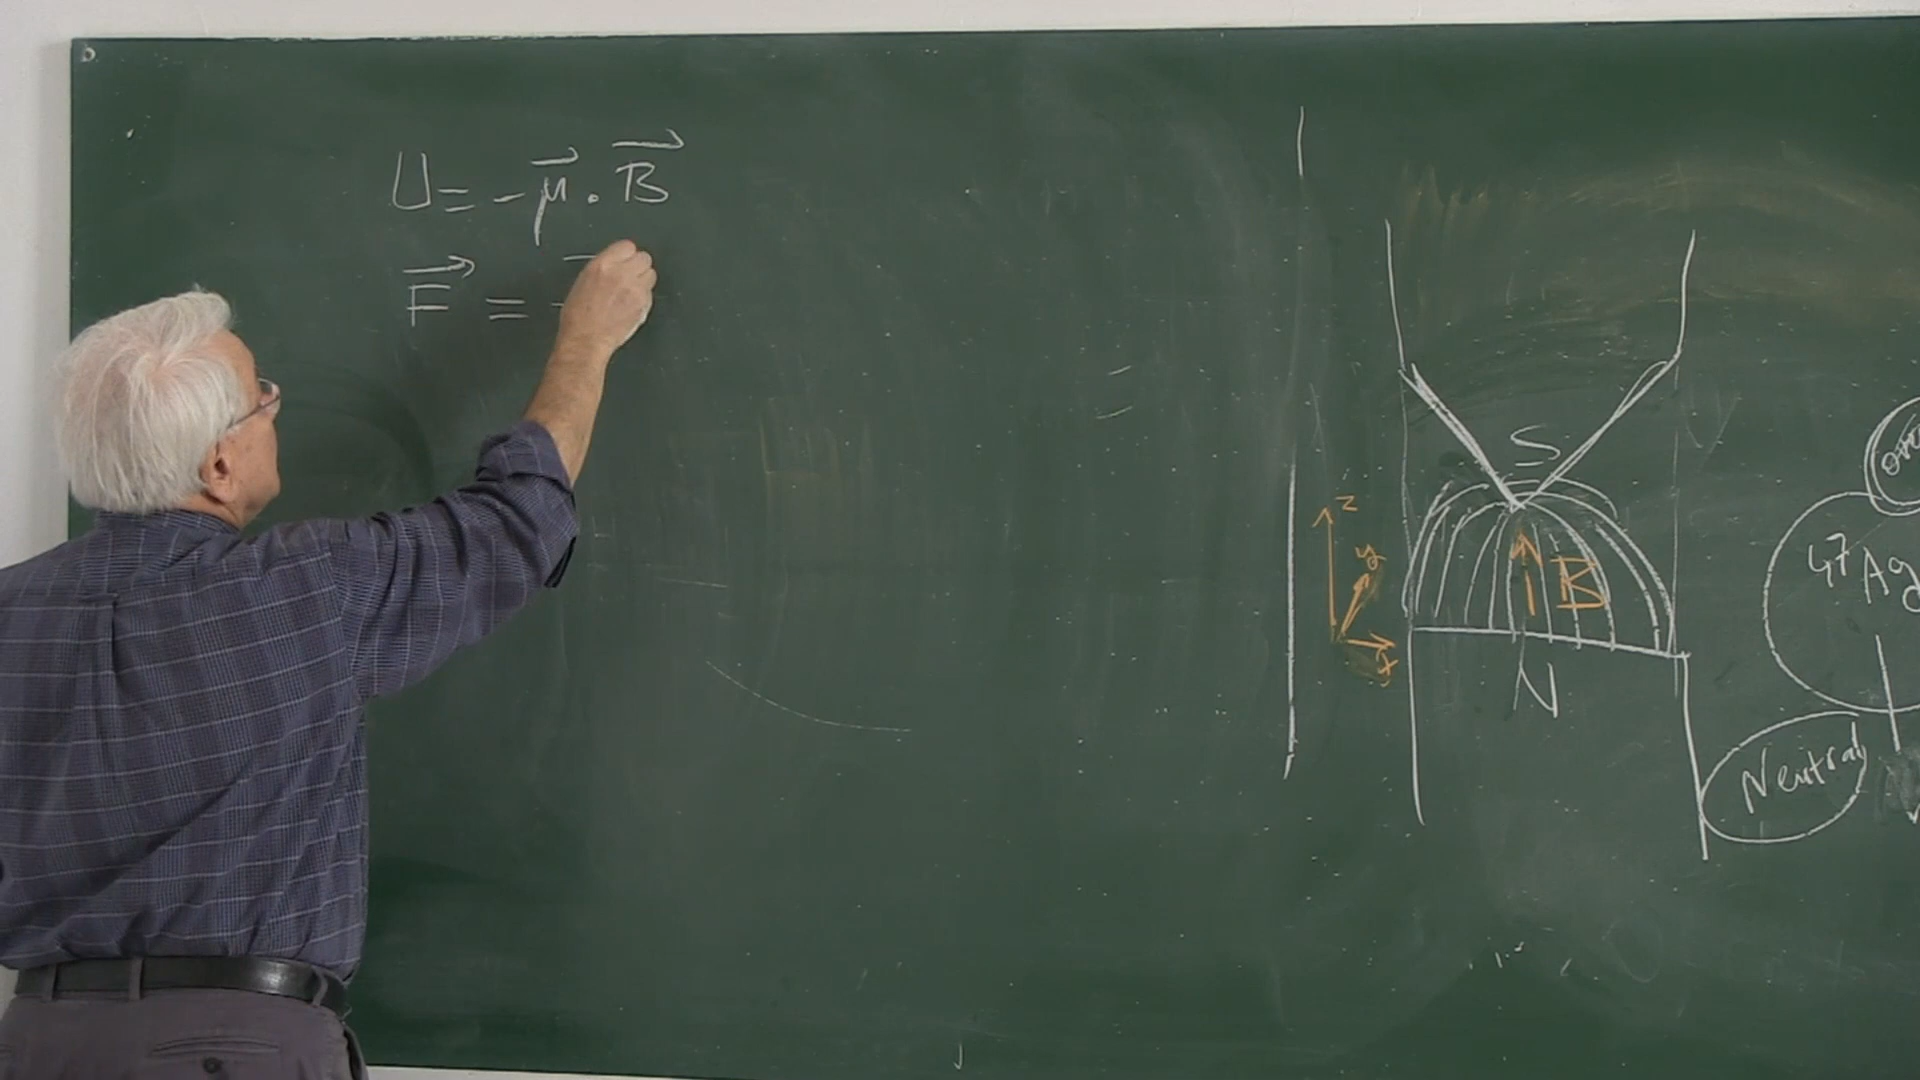 U = -μ⃗ . B⃗
F⃗ = -
S
z
y
x
B
N
47 Ag
Neutral